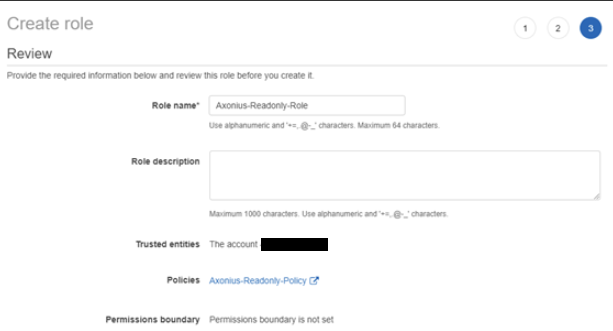 Create role
1 2 3
Review
Provide the required information below and review this role before you create it.
Role name* Axonius-Readonly-Role
Use alphanumeric and '+=,.@-_' characters. Maximum 64 characters.
Role description
Maximum 1000 characters. Use alphanumeric and '+=,.@-_' characters.
Trusted entities The account
Policies Axonius-Readonly-Policy
Permissions boundary Permissions boundary is not set